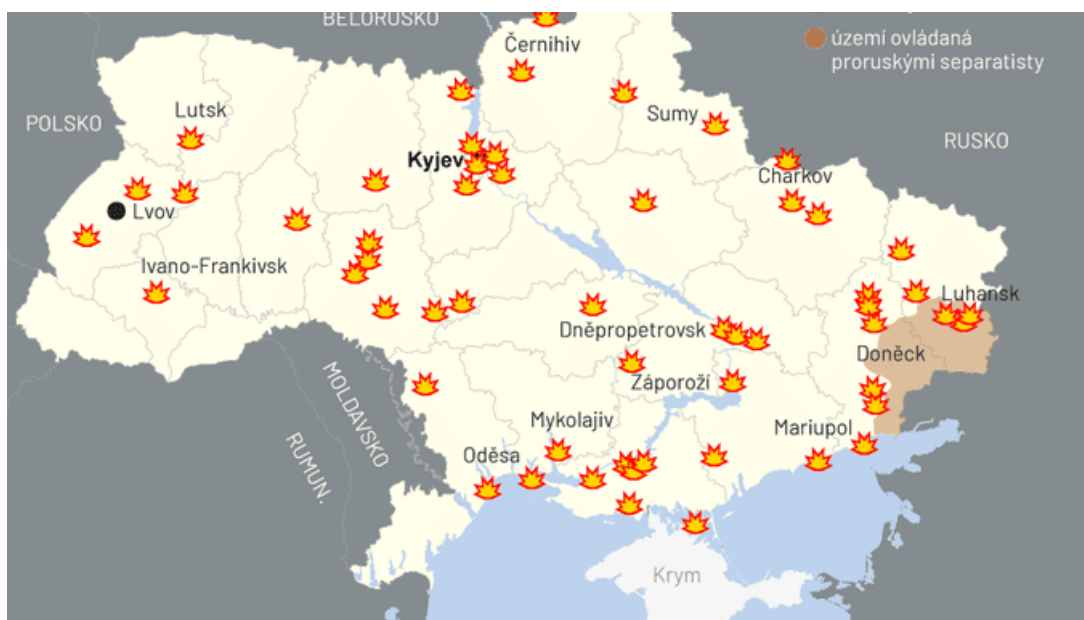 BĚLORUSKO
Černihiv
území ovládaná
proruskými separatisty
Lutsk
Sumy
POLSKO
RUSKO
Kyjev
Charkov
Lvov
Ivano-Frankivsk
Luhansk
Dněpropetrovsk
Doněck
Záporoží
MOLDAVSKO
Mykolajiv
Mariupol
RUMUN.
Oděsa
Krym